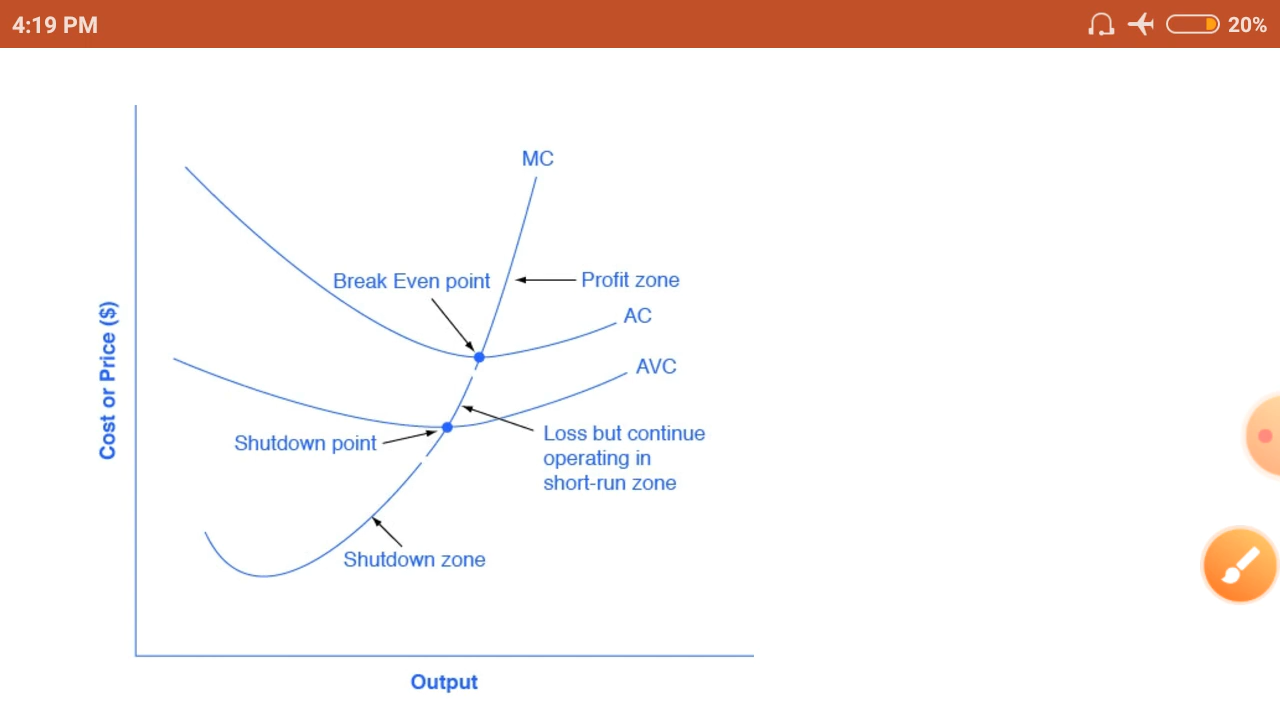 4:19 PM
20%
MC
Break Even point
Profit zone
AC
AVC
Cost or Price ($)
Shutdown point
Loss but continue
operating in
short-run zone
Shutdown zone
Output